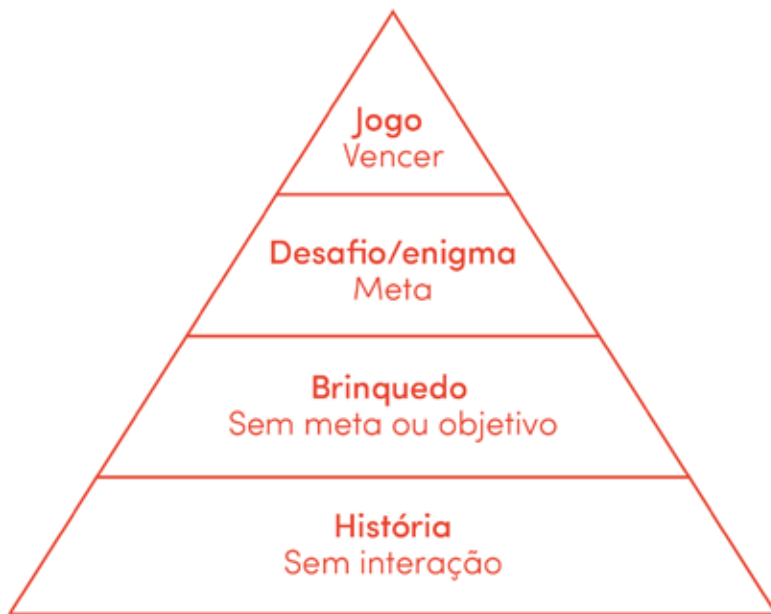 Jogo
Vencer
Desafio/enigma
Meta
Brinquedo
Sem meta ou objetivo
História
Sem interação